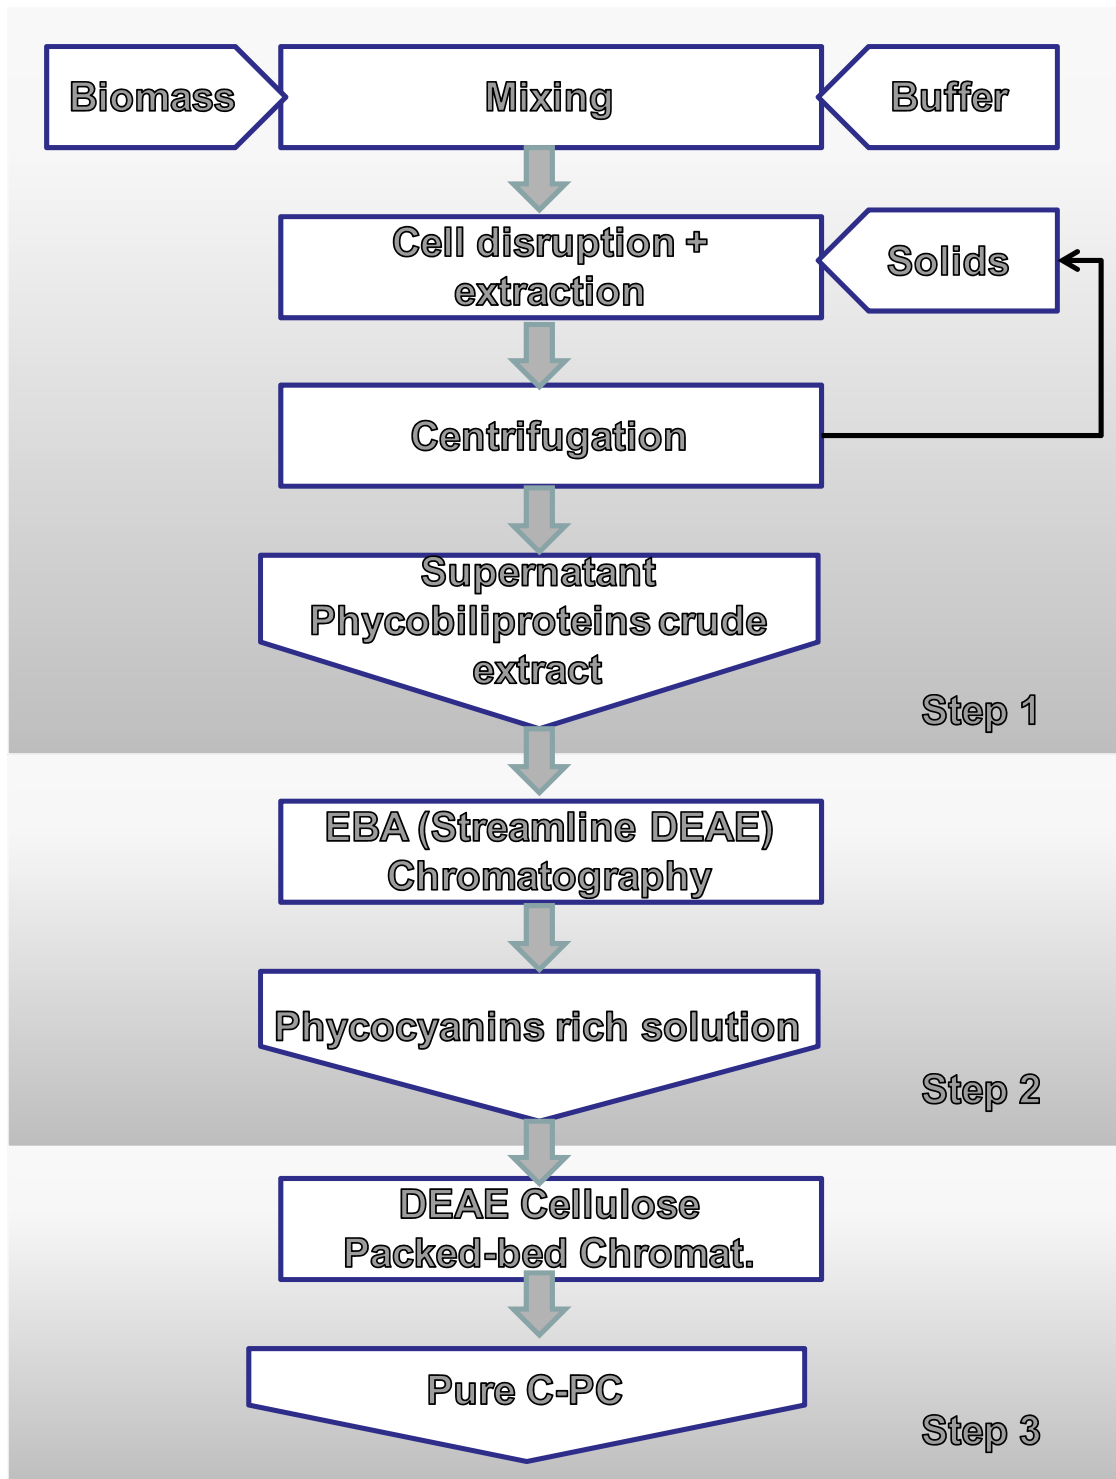 Biomass
Mixing
Buffer
Cell disruption +
extraction
Solids
Centrifugation
Supernatant
Phycobiliproteins crude
extract
Step 1
EBA (Streamline DEAE)
Chromatography
Phycocyanins rich solution
Step 2
DEAE Cellulose
Packed-bed Chromat.
Pure C-PC
Step 3